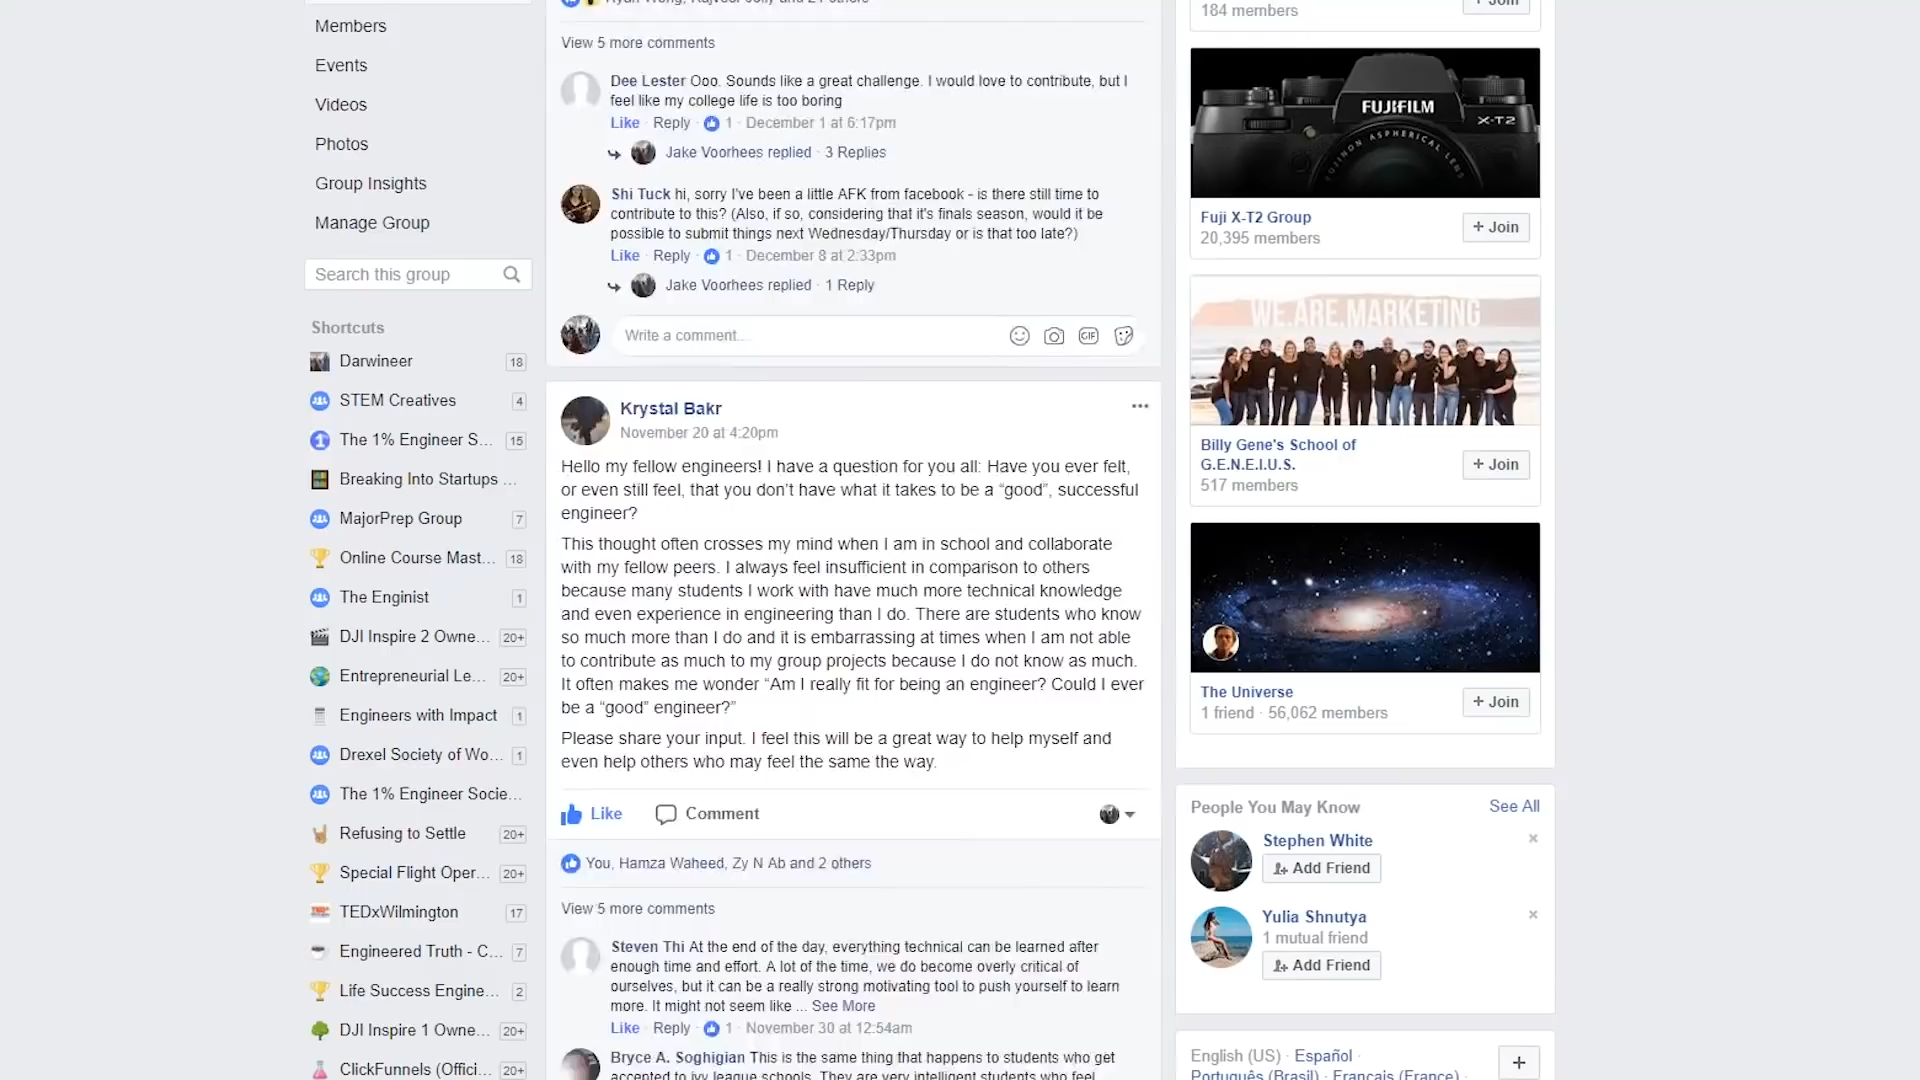 Members
Events
Videos
Photos
Group Insights
Manage Group
Search this group
Shortcuts
Darwineer 18
STEM Creatives 4
The 1% Engineer S... 15
Breaking Into Startups ...
MajorPrep Group 7
Online Course Mast... 18
The Enginist 1
DJI Inspire 2 Owne... 20+
Entrepreneurial Le... 20+
Engineers with Impact 1
Drexel Society of Wo... 1
The 1% Engineer Socie...
Refusing to Settle 20+
Special Flight Oper... 20+
TEDxWilmington 17
Engineered Truth - C... 7
Life Success Engine... 2
DJI Inspire 1 Owne... 20+
ClickFunnels (Offici... 20+
View 5 more comments
Dee Lester Ooo. Sounds like a great challenge. I would love to contribute, but I
feel like my college life is too boring
Like · Reply · 1 · December 1 at 6:17pm
Jake Voorhees replied · 3 Replies
Shi Tuck hi, sorry I've been a little AFK from facebook - is there still time to
contribute to this? (Also, if so, considering that it's finals season, would it be
possible to submit things next Wednesday/Thursday or is that too late?)
Like · Reply · 1 · December 8 at 2:33pm
Jake Voorhees replied · 1 Reply
Write a comment...
GIF
Krystal Bakr
November 20 at 4:20pm
Hello my fellow engineers! I have a question for you all: Have you ever felt,
or even still feel, that you don’t have what it takes to be a “good”, successful
engineer?
This thought often crosses my mind when I am in school and collaborate
with my fellow peers. I always feel insufficient in comparison to others
because many students I work with have much more technical knowledge
and even experience in engineering than I do. There are students who know
so much more than I do and it is embarrassing at times when I am not able
to contribute as much to my group projects because I do not know as much.
It often makes me wonder “Am I really fit for being an engineer? Could I ever
be a “good” engineer?”
Please share your input. I feel this will be a great way to help myself and
even help others who may feel the same the way.
Like Comment
You, Hamza Waheed, Zy N Ab and 2 others
View 5 more comments
Steven Thi At the end of the day, everything technical can be learned after
enough time and effort. A lot of the time, we do become overly critical of
ourselves, but it can be a really strong motivating tool to push yourself to learn
more. It might not seem like ... See More
Like · Reply · 1 · November 30 at 12:54am
Bryce A. Soghigian This is the same thing that happens to students who get
accepted to ivy league schools. They are very intelligent students who feel
184 members
+ Join
FUJIFILM
X-T2
FUJINON ASPHERICAL LENS
Fuji X-T2 Group
20,395 members
+ Join
WE.ARE.MARKETING
Billy Gene's School of
G.E.N.E.I.U.S.
517 members
+ Join
The Universe
1 friend · 56,062 members
+ Join
People You May Know See All
Stephen White
Add Friend
Yulia Shnutya
1 mutual friend
Add Friend
English (US) · Español ·
Português (Brasil) · Français (France) ·